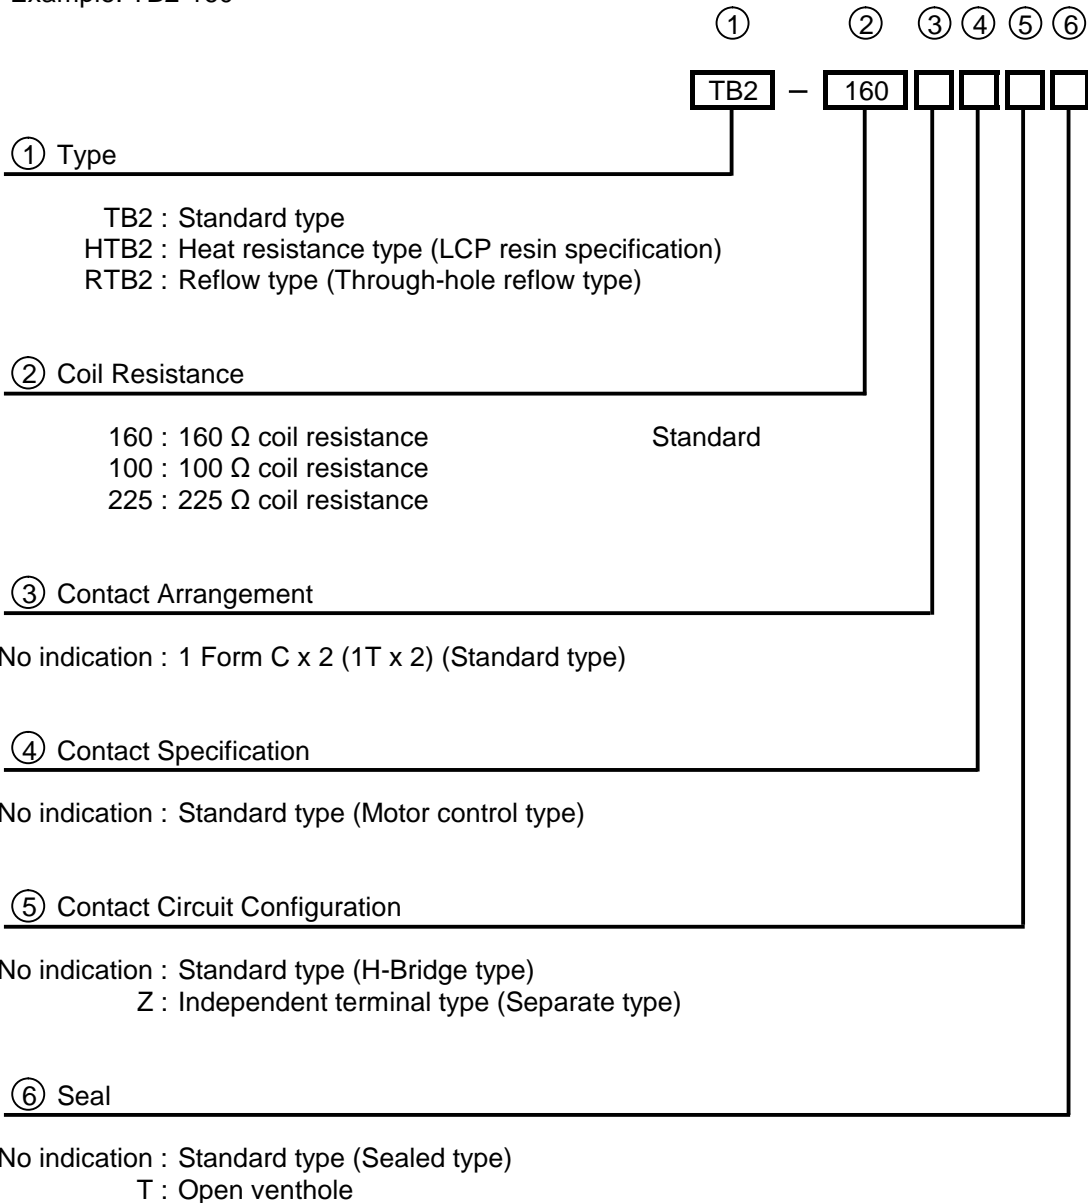 Example: TB2-160
① ② ③ ④ ⑤ ⑥
TB2 – 160
① Type
TB2 : Standard type
HTB2 : Heat resistance type (LCP resin specification)
RTB2 : Reflow type (Through-hole reflow type)
② Coil Resistance
160 : 160 Ω coil resistance Standard
100 : 100 Ω coil resistance
225 : 225 Ω coil resistance
③ Contact Arrangement
No indication : 1 Form C x 2 (1T x 2) (Standard type)
④ Contact Specification
No indication : Standard type (Motor control type)
⑤ Contact Circuit Configuration
No indication : Standard type (H-Bridge type)
Z : Independent terminal type (Separate type)
⑥ Seal
No indication : Standard type (Sealed type)
T : Open venthole